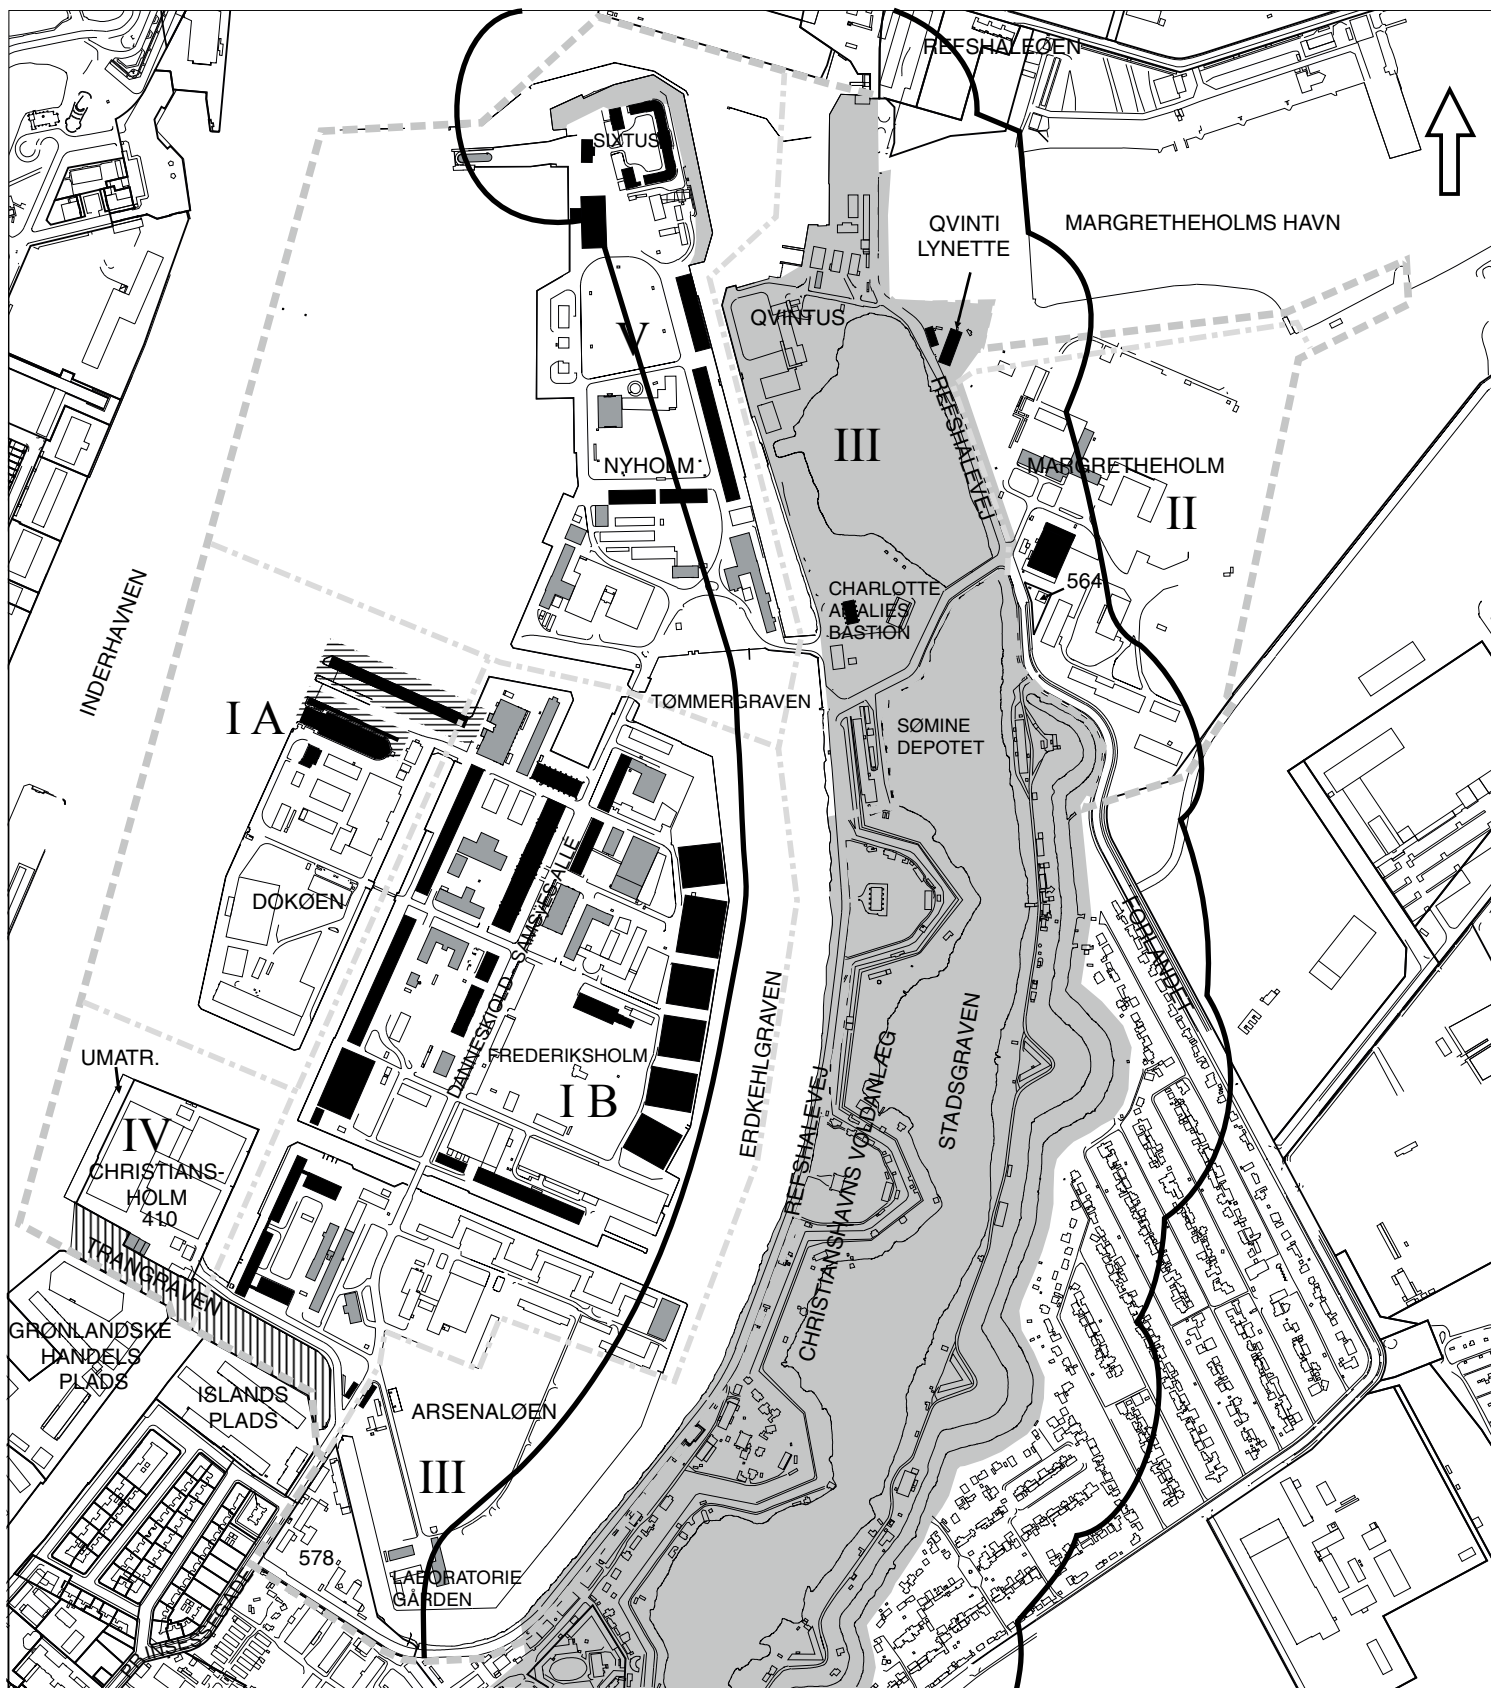 REFSHALEØEN
SIXTUS
QVINTI
LYNETTE
MARGRETHEHOLMS HAVN
QVINTUS
V
REFSHALEVEJ
III
NYHOLM
MARGRETHEHOLM
II
INDERHAVNEN
564
CHARLOTTE
AMALIES
BASTION
TØMMERGRAVEN
I A
SØMINE
DEPOTET
DOKØEN
DANNESKIOLD - SAMSØES ALLE
FORLANDET
ERDKEHLGRAVEN
STADSGRAVEN
UMATR.
FREDERIKSHOLM
I B
IV
CHRISTIANS-
HOLM
410
REFSHALEVEJ
CHRISTIANSHAVNS VOLDANLÆG
TRANGRAVEN
GRØNLANDSKE
HANDELS
PLADS
ISLANDS
PLADS
ARSENALØEN
III
578
LABORATORIE
GÅRDEN